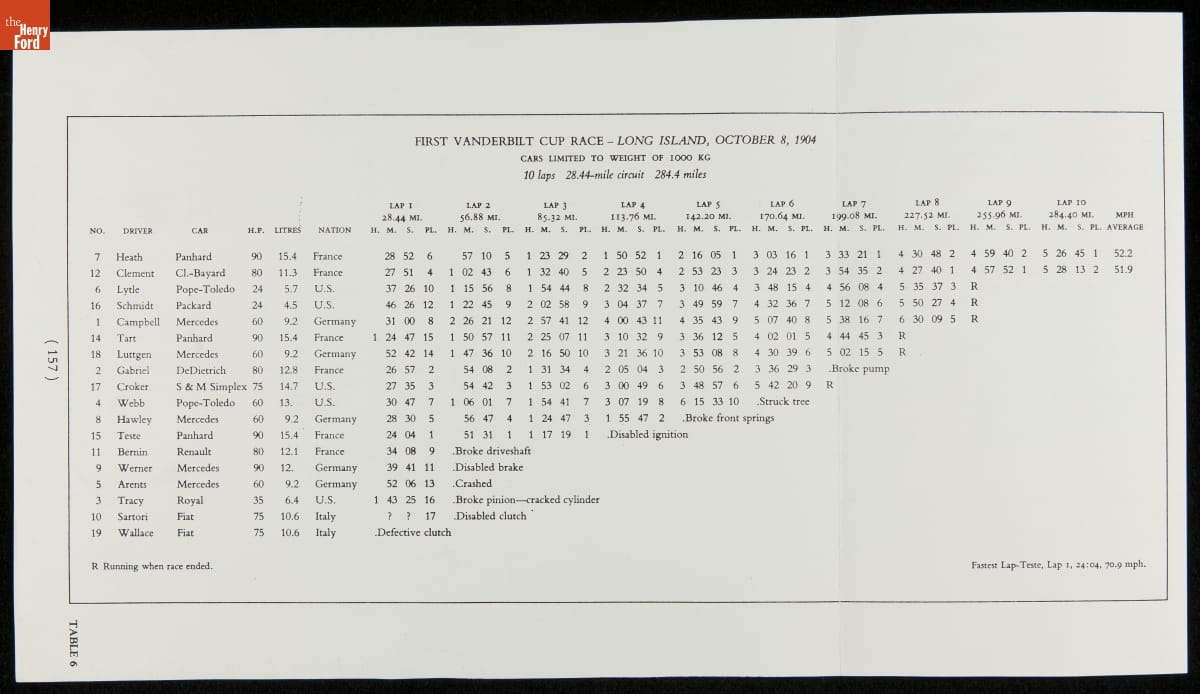 the
Henry
Ford
FIRST VANDERBILT CUP RACE – LONG ISLAND, OCTOBER 8, 1904
CARS LIMITED TO WEIGHT OF 1000 KG
10 laps 28.44-mile circuit 284.4 miles
LAP 1 LAP 2 LAP 3 LAP 4 LAP 5 LAP 6 LAP 7 LAP 8 LAP 9 LAP 10
28.44 MI. 56.88 MI. 85.32 MI. 113.76 MI. 142.20 MI. 170.64 MI. 199.08 MI. 227.52 MI. 255.96 MI. 284.40 MI. MPH
NO. DRIVER CAR H.P. LITRES NATION H. M. S. PL. H. M. S. PL. H. M. S. PL. H. M. S. PL. H. M. S. PL. H. M. S. PL. H. M. S. PL. H. M. S. PL. H. M. S. PL. H. M. S. PL. AVERAGE
7 Heath Panhard 90 15.4 France 28 52 6 57 10 5 1 23 29 2 1 50 52 1 2 16 05 1 3 03 16 1 3 33 21 1 4 30 48 2 4 59 40 2 5 26 45 1 52.2
12 Clement Cl.-Bayard 80 11.3 France 27 51 4 1 02 43 6 1 32 40 5 2 23 50 4 2 53 23 3 3 24 23 2 3 54 35 2 4 27 40 1 4 57 52 1 5 28 13 2 51.9
6 Lytle Pope-Toledo 24 5.7 U.S. 37 26 10 1 15 56 8 1 54 44 8 2 32 34 5 3 10 46 4 3 48 15 4 4 56 08 4 5 35 37 3 R
16 Schmidt Packard 24 4.5 U.S. 46 26 12 1 22 45 9 2 02 58 9 3 04 37 7 3 49 59 7 4 32 36 7 5 12 08 6 5 50 27 4 R
1 Campbell Mercedes 60 9.2 Germany 31 00 8 2 26 21 12 2 57 41 12 4 00 43 11 4 35 43 9 5 07 40 8 5 38 16 7 6 30 09 5 R
14 Tart Panhard 90 15.4 France 1 24 47 15 1 50 57 11 2 25 07 11 3 10 32 9 3 36 12 5 4 02 01 5 4 44 45 3 R
18 Luttgen Mercedes 60 9.2 Germany 52 42 14 1 47 36 10 2 16 50 10 3 21 36 10 3 53 08 8 4 30 39 6 5 02 15 5 R
2 Gabriel DeDietrich 80 12.8 France 26 57 2 54 08 2 1 31 34 4 2 05 04 3 2 50 56 2 3 36 29 3 .Broke pump
17 Croker S & M Simplex 75 14.7 U.S. 27 35 3 54 42 3 1 53 02 6 3 00 49 6 3 48 57 6 5 42 20 9 R
4 Webb Pope-Toledo 60 13. U.S. 30 47 7 1 06 01 7 1 54 41 7 3 07 19 8 6 15 33 10 .Struck tree
8 Hawley Mercedes 60 9.2 Germany 28 30 5 56 47 4 1 24 47 3 1 55 47 2 .Broke front springs
15 Teste Panhard 90 15.4 France 24 04 1 51 31 1 1 17 19 1 .Disabled ignition
11 Bernin Renault 80 12.1 France 34 08 9 .Broke driveshaft
9 Werner Mercedes 90 12. Germany 39 41 11 .Disabled brake
5 Arents Mercedes 60 9.2 Germany 52 06 13 .Crashed
3 Tracy Royal 35 6.4 U.S. 1 43 25 16 .Broke pinion—cracked cylinder
10 Sartori Fiat 75 10.6 Italy ? ? 17 .Disabled clutch
19 Wallace Fiat 75 10.6 Italy .Defective clutch
R Running when race ended. Fastest Lap-Teste, Lap 1, 24:04, 70.9 mph.
(157)
TABLE 6